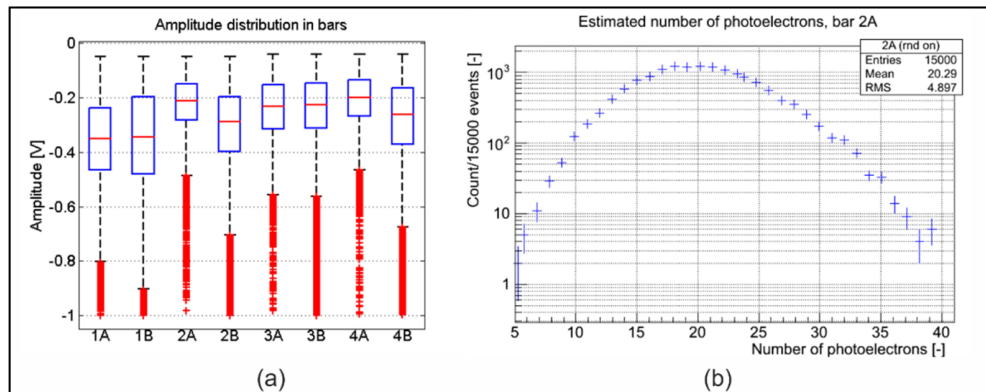 Amplitude distribution in bars
Amplitude [V]
0
-0.2
-0.4
-0.6
-0.8
-1
1A 1B 2A 2B 3A 3B 4A 4B
(a)
Estimated number of photoelectrons, bar 2A
2A (rnd on)
Entries 15000
Mean 20.29
RMS 4.897
Count/15000 events [-]
10³
10²
10
1
5 10 15 20 25 30 35 40
Number of photoelectrons [-]
(b)